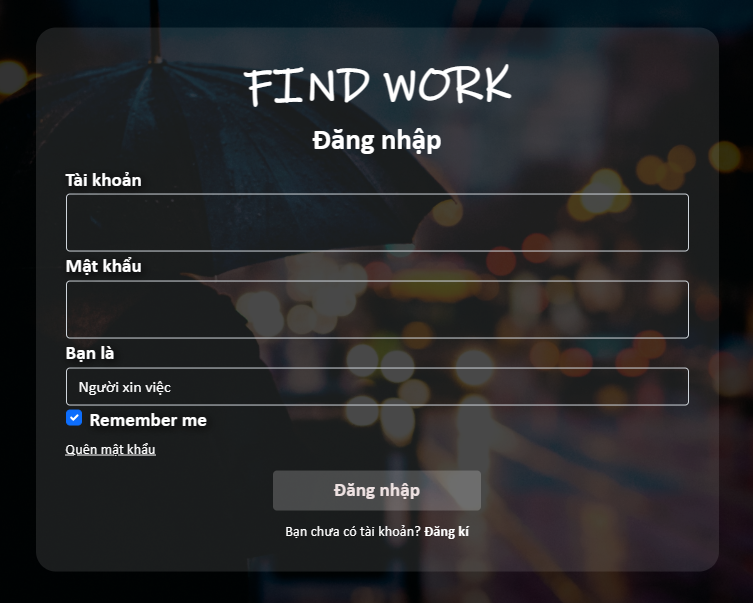 FIND WORK
Đăng nhập
Tài khoản
Mật khẩu
Bạn là
Người xin việc
Remember me
Quên mật khẩu
Đăng nhập
Bạn chưa có tài khoản? Đăng kí